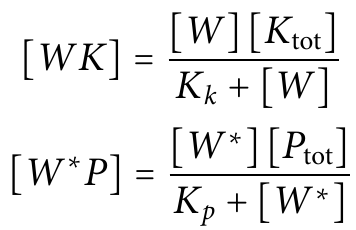 [WK] = [W][K_tot] / (K_k + [W])
[W*P] = [W*][P_tot] / (K_p + [W*])